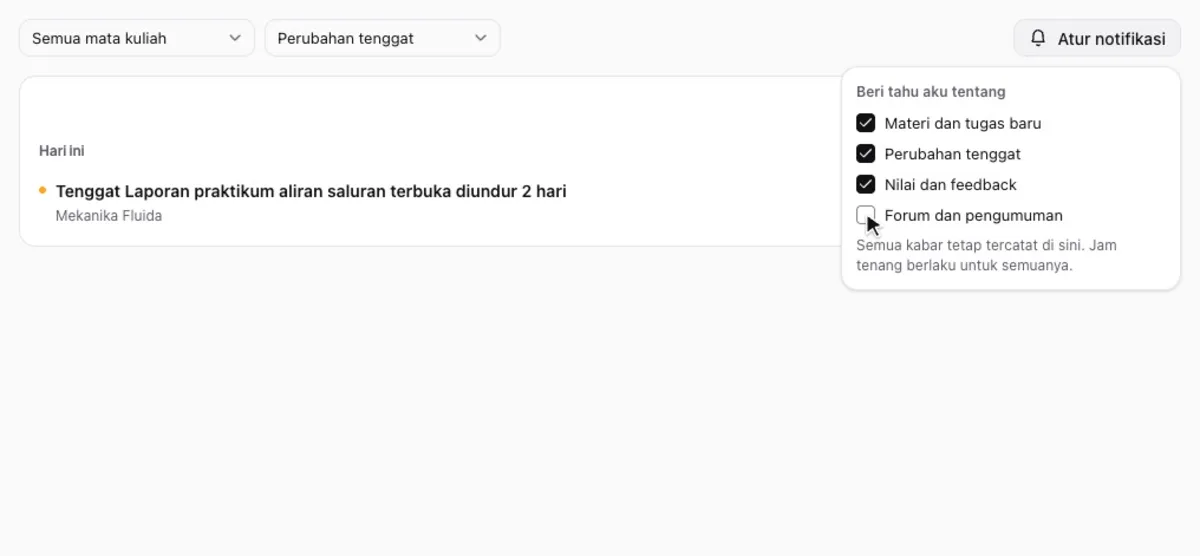 Semua mata kuliah
Perubahan tenggat
Atur notifikasi
Beri tahu aku tentang
Materi dan tugas baru
Perubahan tenggat
Nilai dan feedback
Forum dan pengumuman
Semua kabar tetap tercatat di sini. Jam
tenang berlaku untuk semuanya.
Hari ini
Tenggat Laporan praktikum aliran saluran terbuka diundur 2 hari
Mekanika Fluida